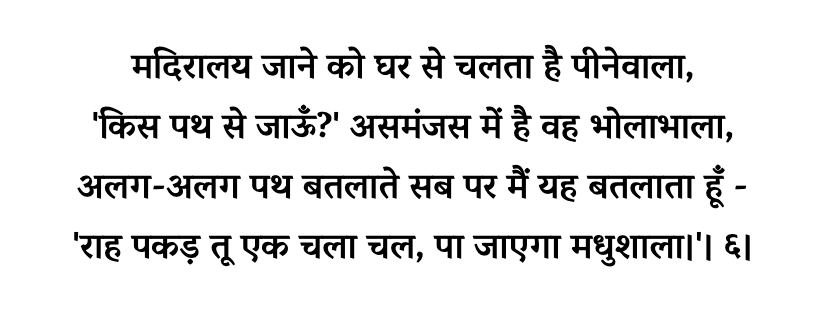 मदिरालय जाने को घर से चलता है पीनेवाला,
'किस पथ से जाऊँ?' असमंजस में है वह भोलाभाला,
अलग-अलग पथ बतलाते सब पर मैं यह बतलाता हूँ -
'राह पकड़ तू एक चला चल, पा जाएगा मधुशाला।'। ६।